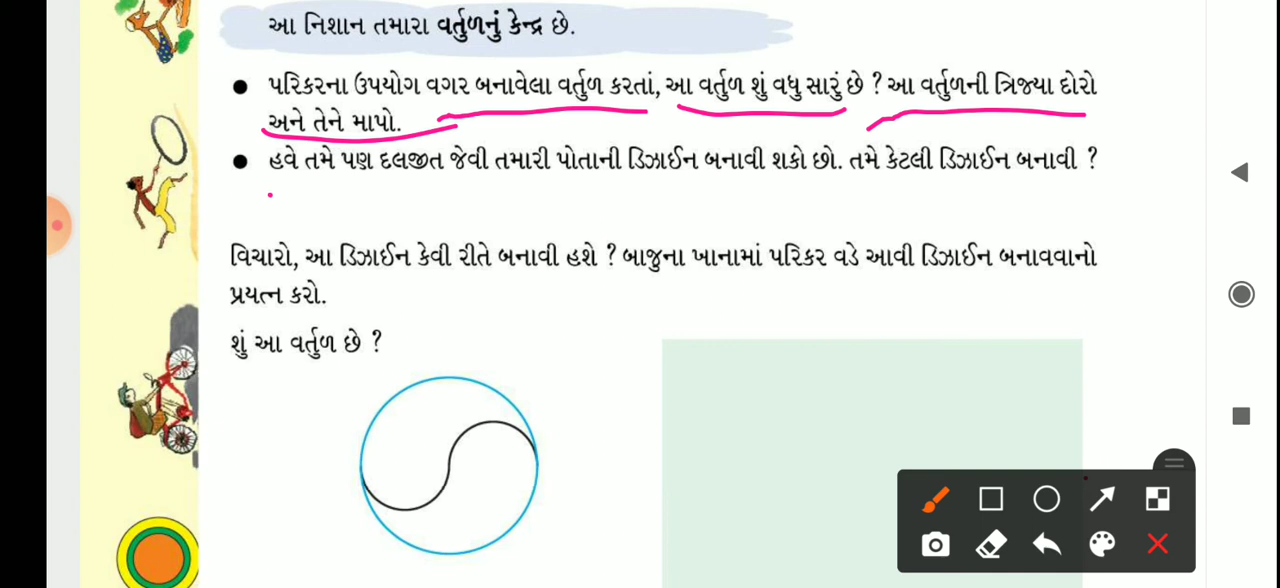 આ નિશાન તમારા વર્તુળનું કેન્દ્ર છે.
● પરિકરના ઉપયોગ વગર બનાવેલા વર્તુળ કરતાં, આ વર્તુળ શું વધુ સારું છે ? આ વર્તુળની ત્રિજ્યા દોરો
અને તેને માપો.
● હવે તમે પણ દલજીત જેવી તમારી પોતાની ડિઝાઈન બનાવી શકો છો. તમે કેટલી ડિઝાઈન બનાવી ?
વિચારો, આ ડિઝાઈન કેવી રીતે બનાવી હશે ? બાજુના ખાનામાં પરિકર વડે આવી ડિઝાઈન બનાવવાનો
પ્રયત્ન કરો.
શું આ વર્તુળ છે ?